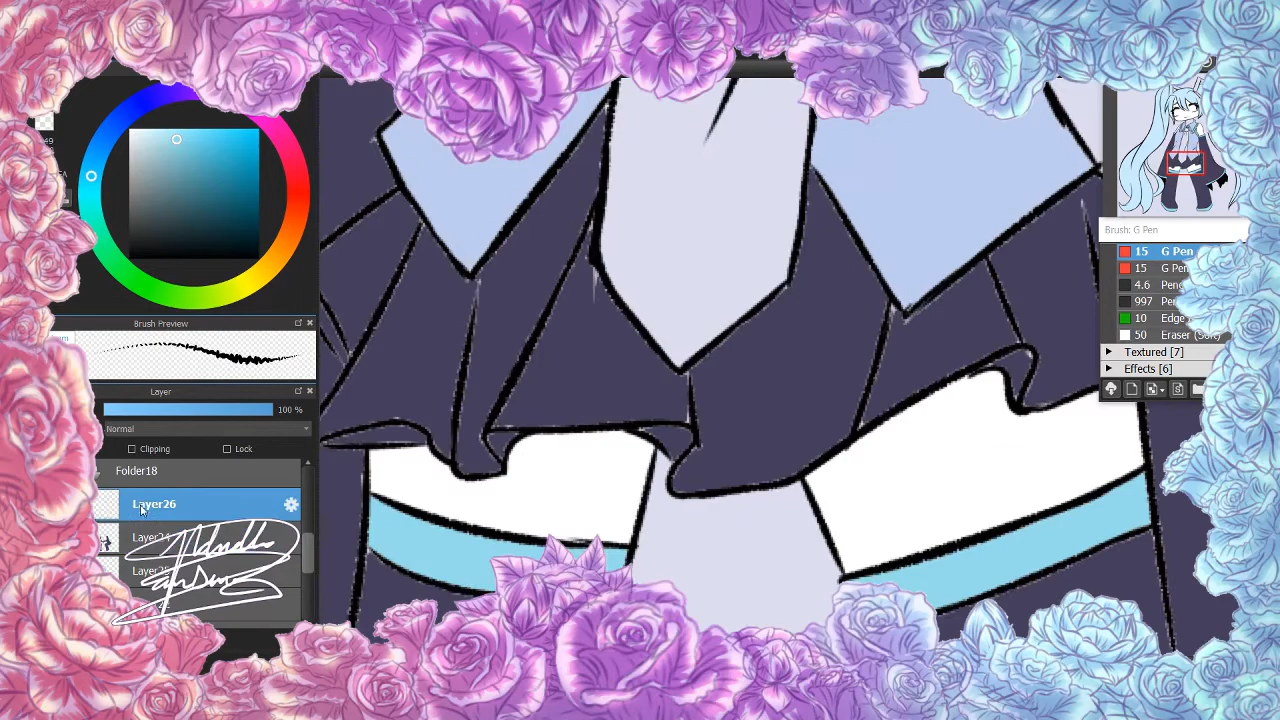 Brush Preview
Layer
100 %
Normal
Clipping
Lock
Folder18
Layer26
Brush: G Pen
15 G Pen
15 G Pen
4.6
997
10 Edge
50 Eraser (Soft)
Textured [7]
Effects [6]